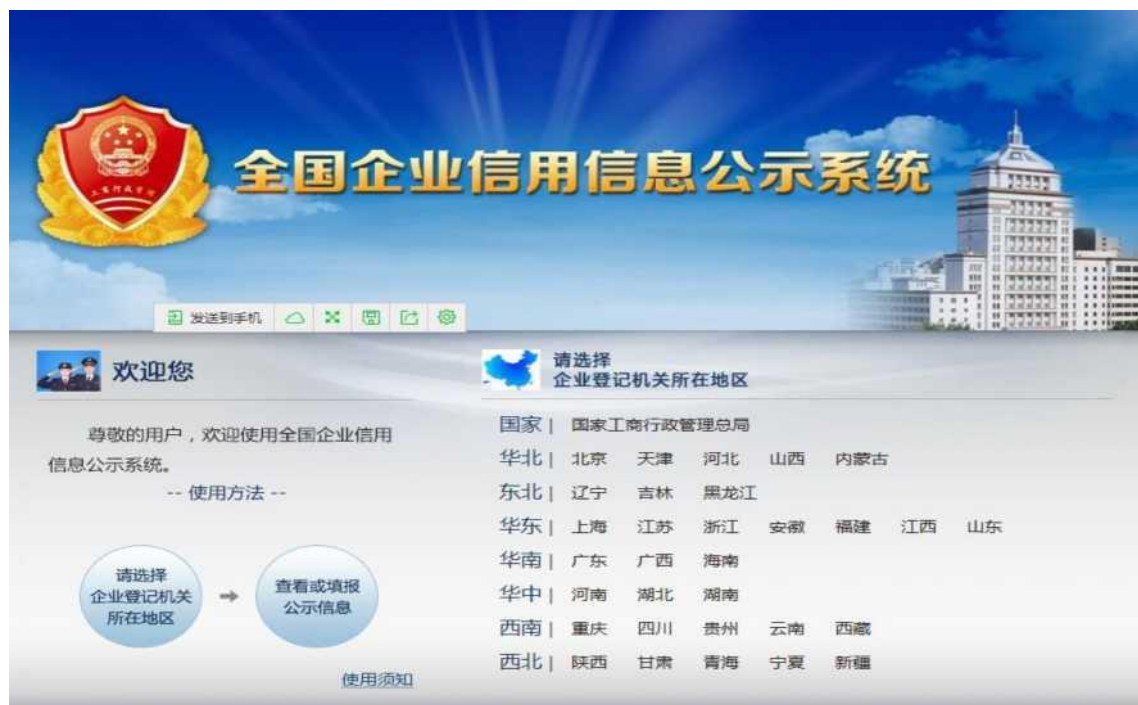 全国企业信用信息公示系统
工商行政管理
发送到手机
欢迎您
尊敬的用户，欢迎使用全国企业信用
信息公示系统。
-- 使用方法 --
请选择
企业登记机关
所在地区
查看或填报
公示信息
使用须知
请选择
企业登记机关所在地区
国家 | 国家工商行政管理总局
华北 | 北京 天津 河北 山西 内蒙古
东北 | 辽宁 吉林 黑龙江
华东 | 上海 江苏 浙江 安徽 福建 江西 山东
华南 | 广东 广西 海南
华中 | 河南 湖北 湖南
西南 | 重庆 四川 贵州 云南 西藏
西北 | 陕西 甘肃 青海 宁夏 新疆